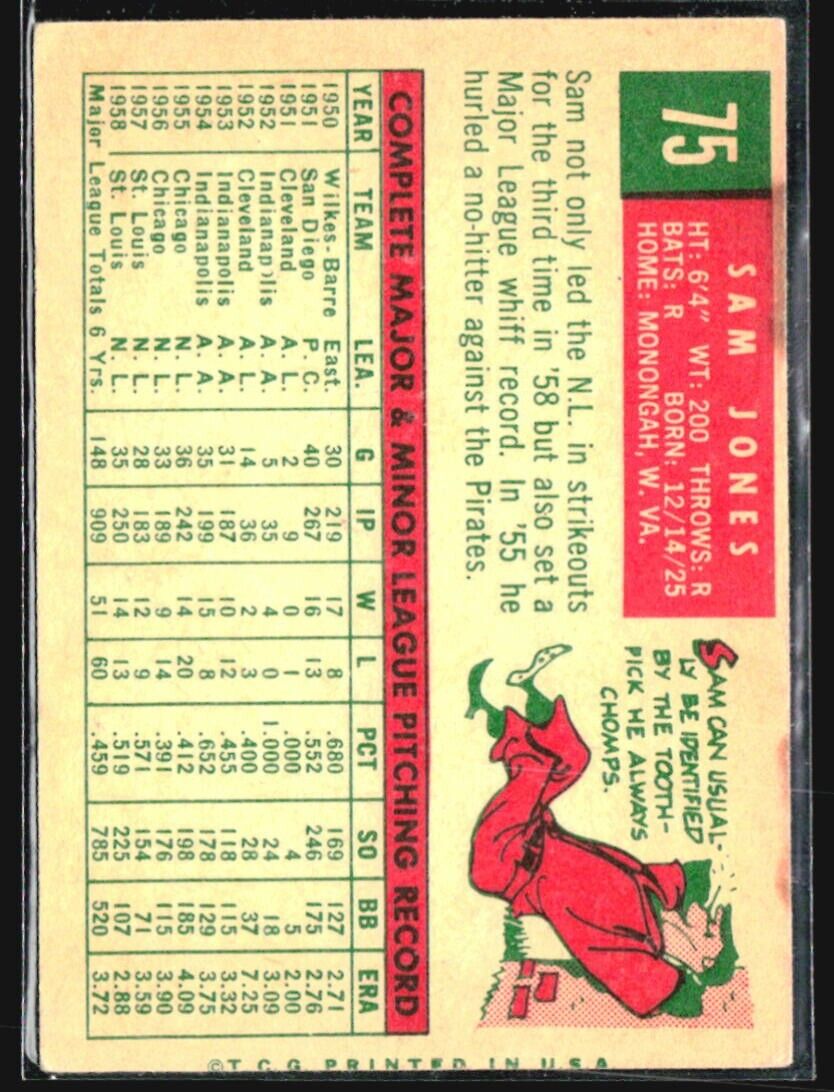 75
SAM JONES
HT: 6'4" WT: 200 THROWS: R
BATS: R BORN: 12/14/25
HOME: MONONGAH, W. VA.
SAM CAN USUAL-
LY BE IDENTIFIED
BY THE TOOTH-
PICK HE ALWAYS
CHOMPS.
Sam not only led the N.L. in strikeouts
for the third time in '58 but also set a
Major League whiff record. In '55 he
hurled a no-hitter against the Pirates.
COMPLETE MAJOR & MINOR LEAGUE PITCHING RECORD
YEAR TEAM LEA. G IP W L PCT SO BB ERA
1950 Wilkes-Barre East. 30 219 17 8 .680 169 127 2.71
1951 San Diego P. C. 40 267 16 13 .552 246 175 2.76
1951 Cleveland A. L. 2 9 0 1 .000 4 5 2.00
1952 Indianapolis A. A. 5 35 4 0 1.000 24 18 3.09
1952 Cleveland A. L. 14 36 2 3 .400 28 37 7.25
1953 Indianapolis A. A. 31 187 10 12 .455 118 115 3.32
1954 Indianapolis A. A. 35 199 15 8 .652 178 129 3.75
1955 Chicago N. L. 36 242 14 20 .412 198 185 4.09
1956 Chicago N. L. 33 189 9 14 .391 176 115 3.90
1957 St. Louis N. L. 28 183 12 9 .571 154 71 3.59
1958 St. Louis N. L. 35 250 14 13 .519 225 107 2.88
Major League Totals 6 Yrs. 148 909 51 60 .459 785 520 3.72
©T.C.G. PRINTED IN U.S.A.